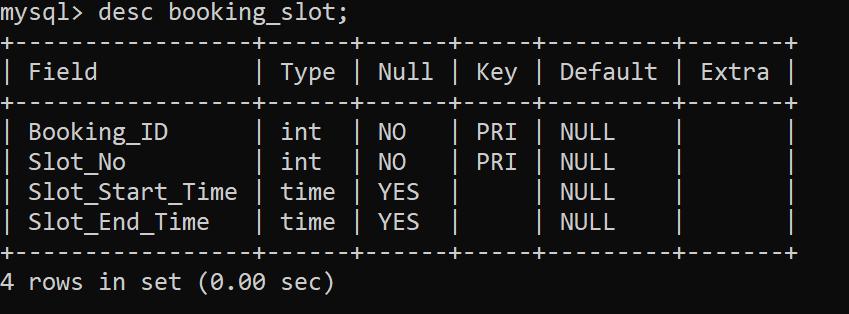 mysql> desc booking_slot;
+-----------------+------+------+-----+---------+-------+
| Field           | Type | Null | Key | Default | Extra |
+-----------------+------+------+-----+---------+-------+
| Booking_ID      | int  | NO   | PRI | NULL    |       |
| Slot_No         | int  | NO   | PRI | NULL    |       |
| Slot_Start_Time | time | YES  |     | NULL    |       |
| Slot_End_Time   | time | YES  |     | NULL    |       |
+-----------------+------+------+-----+---------+-------+
4 rows in set (0.00 sec)